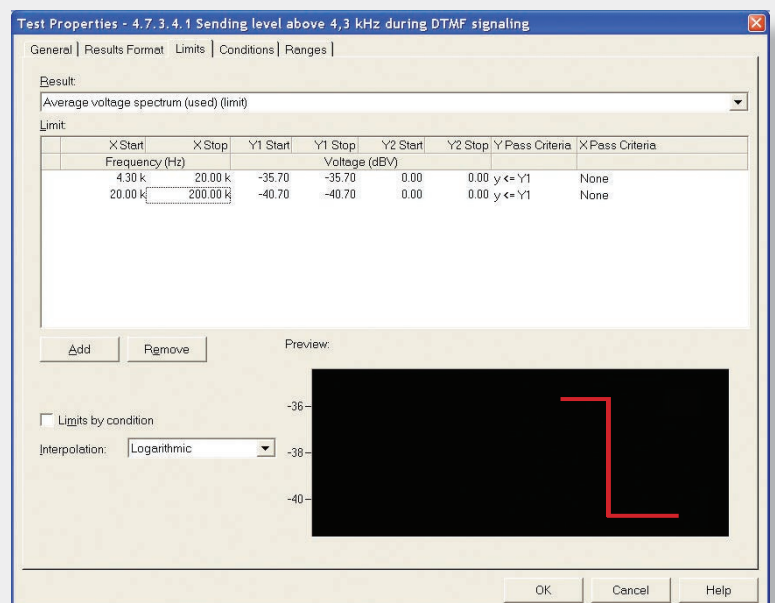 Test Properties - 4.7.3.4.1 Sending level above 4,3 kHz during DTMF signaling
General Results Format Limits Conditions Ranges
Result:
Average voltage spectrum (used) (limit)
Limit:
X Start X Stop Y1 Start Y1 Stop Y2 Start Y2 Stop Y Pass Criteria X Pass Criteria
Frequency (Hz) Voltage (dBV)
4.30 k 20.00 k -35.70 -35.70 0.00 0.00 y <= Y1 None
20.00 k 200.00 k -40.70 -40.70 0.00 0.00 y <= Y1 None
Add Remove Preview:
-36
Limits by condition
Interpolation: Logarithmic -38
-40
OK Cancel Help